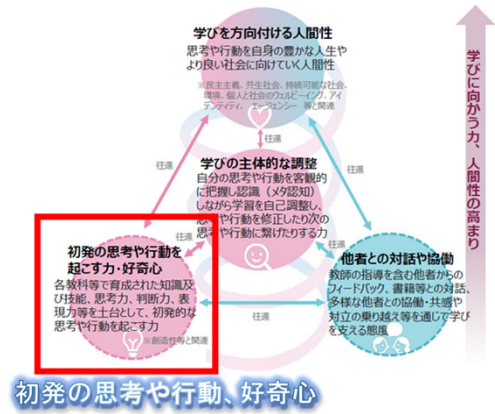 学びを方向付ける人間性
思考や行動を自身の豊かな人生や
より良い社会に向けていく人間性
※民主主義、共生社会、持続可能な社会、
環境、個人と社会のウェルビーイング、アイ
デンティティ、エージェンシー 等と関連
往還
往還
往還
学びの主体的な調整
自分の思考や行動を客観的
に把握し認識（メタ認知）
しながら学習を自己調整し、
思考や行動を修正したり次の
思考や行動に繋げたりする力
往還
往還
初発の思考や行動を
起こす力・好奇心
各教科等で育成された知識及
び技能、思考力、判断力、表
現力等を土台として、初発的な
思考や行動を起こす力
※創造性等と関連
他者との対話や協働
教師の指導を含む他者からの
フィードバック、書籍等との対話、
多様な他者との協働・共感や
対立の乗り越え等を通じて学び
を支える態度
往還
学びに向かう力、人間性の高まり
初発の思考や行動、好奇心